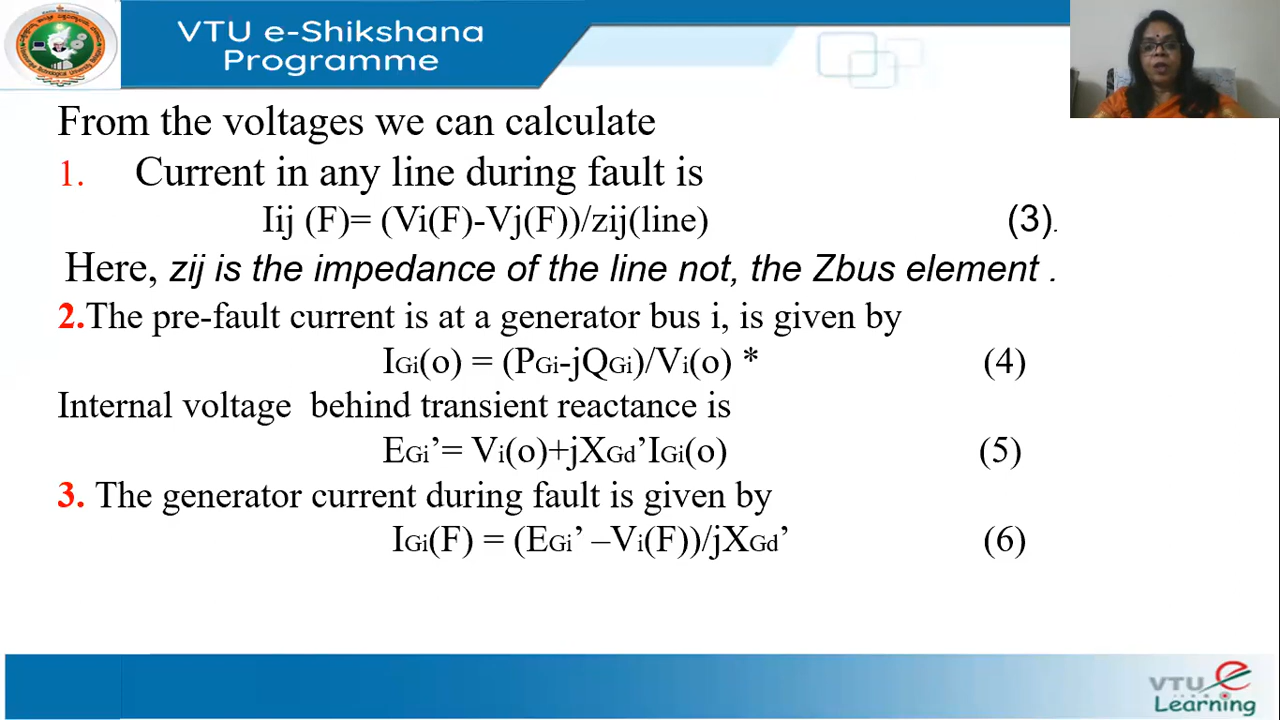 VTU e-Shikshana
Programme
From the voltages we can calculate
1. Current in any line during fault is
Iij (F)= (Vi(F)-Vj(F))/zij(line) (3).
Here, zij is the impedance of the line not, the Zbus element .
2.The pre-fault current is at a generator bus i, is given by
IGi(o) = (PGi-jQGi)/Vi(o) * (4)
Internal voltage behind transient reactance is
EGi’= Vi(o)+jXGd’IGi(o) (5)
3. The generator current during fault is given by
IGi(F) = (EGi’ –Vi(F))/jXGd’ (6)
VTU e
Learning